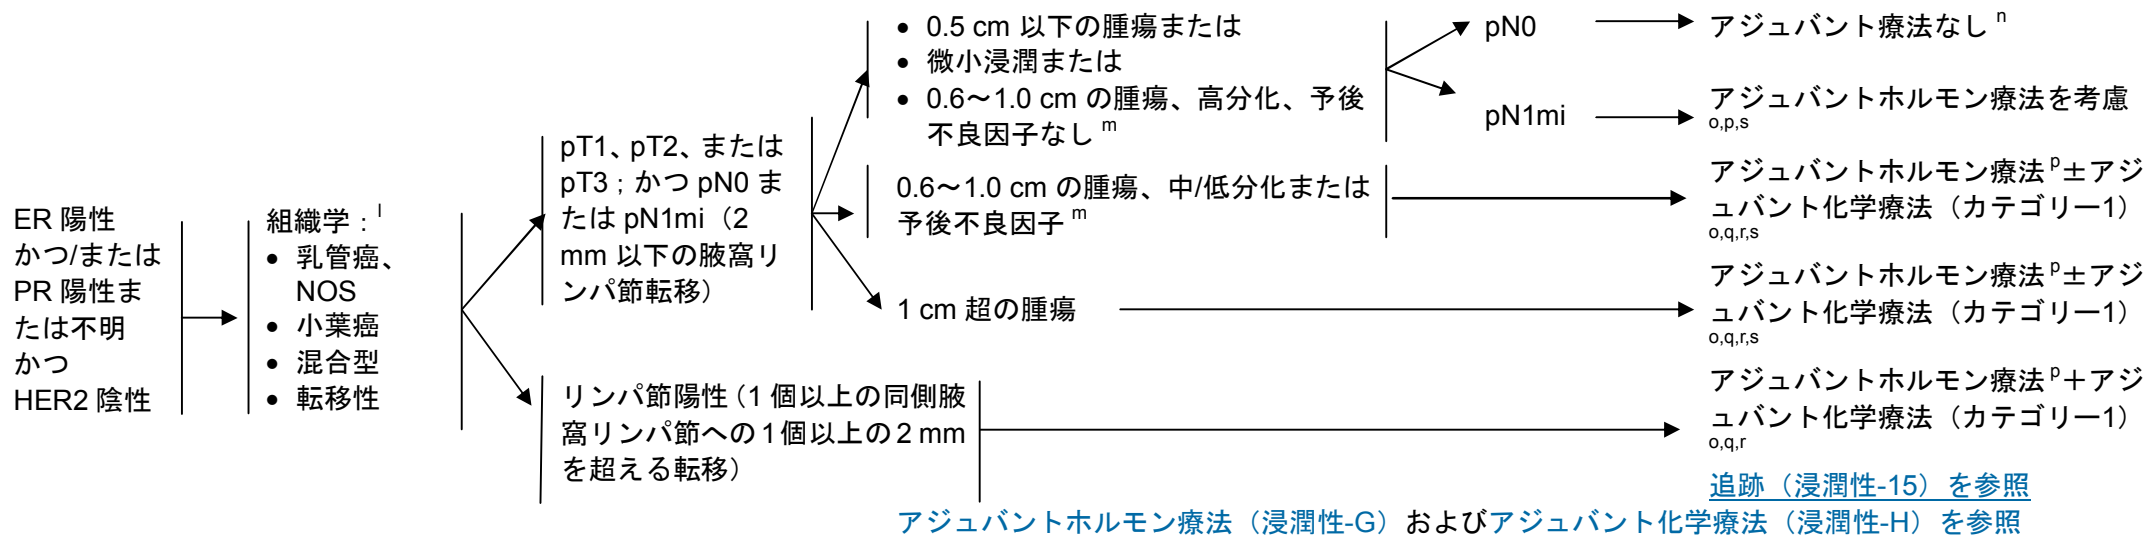 ER 陽性
かつ/または
PR 陽性ま
たは不明
かつ
HER2 陰性
組織学：l
• 乳管癌、
NOS
• 小葉癌
• 混合型
• 転移性
pT1、pT2、または
pT3；かつ pN0 ま
たは pN1mi（2
mm 以下の腋窩リ
ンパ節転移）
リンパ節陽性（1 個以上の同側腋
窩リンパ節への1個以上の2 mm
を超える転移）
• 0.5 cm 以下の腫瘍または
• 微小浸潤または
• 0.6～1.0 cm の腫瘍、高分化、予後
不良因子なし m
0.6～1.0 cm の腫瘍、中/低分化または
予後不良因子 m
1 cm 超の腫瘍
pN0
pN1mi
アジュバント療法なし n
アジュバントホルモン療法を考慮
o,p,s
アジュバントホルモン療法 p±アジ
ュバント化学療法（カテゴリー1）
o,q,r,s
アジュバントホルモン療法 p±アジ
ュバント化学療法（カテゴリー1）
o,q,r,s
アジュバントホルモン療法 p＋アジ
ュバント化学療法（カテゴリー1）
o,q,r
追跡（浸潤性-15）を参照
アジュバントホルモン療法（浸潤性-G）およびアジュバント化学療法（浸潤性-H）を参照